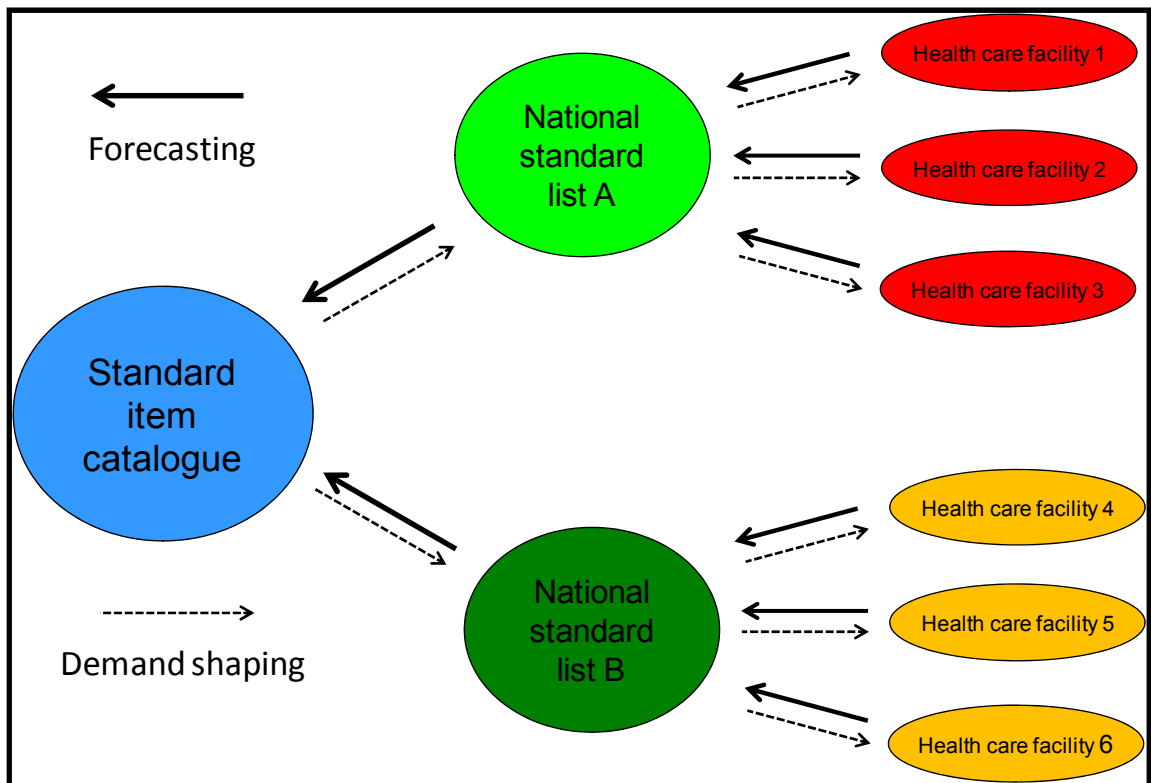 Forecasting
Demand shaping
Standard
item
catalogue
National
standard
list A
National
standard
list B
Health care facility 1
Health care facility 2
Health care facility 3
Health care facility 4
Health care facility 5
Health care facility 6